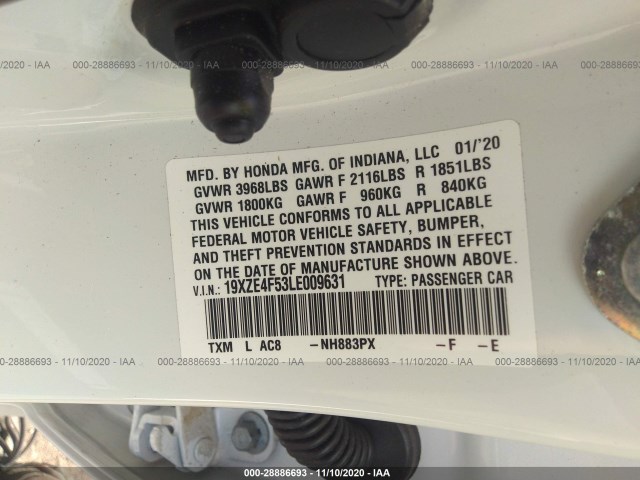 000-28886693 - 11/10/2020 - IAA
000-28886693 - 11/10/2020 - IAA
11/10/2020 - IAA
MFD. BY HONDA MFG. OF INDIANA, LLC 01/'20
GVWR 3968LBS GAWR F 2116LBS R 1851LBS
GVWR 1800KG GAWR F 960KG R 840KG
THIS VEHICLE CONFORMS TO ALL APPLICABLE
FEDERAL MOTOR VEHICLE SAFETY, BUMPER,
AND THEFT PREVENTION STANDARDS IN EFFECT
ON THE DATE OF MANUFACTURE SHOWN ABOVE.
V.I.N.: 19XZE4F53LE009631 TYPE: PASSENGER CAR
TXM L AC8 -NH883PX -F -E
11/10/2020 - IAA
000-28886693 - 11/10/2020 - IAA
000-28886693 - 11/10/2020 - IAA
000-28886693 - 11/10/2020 - IAA